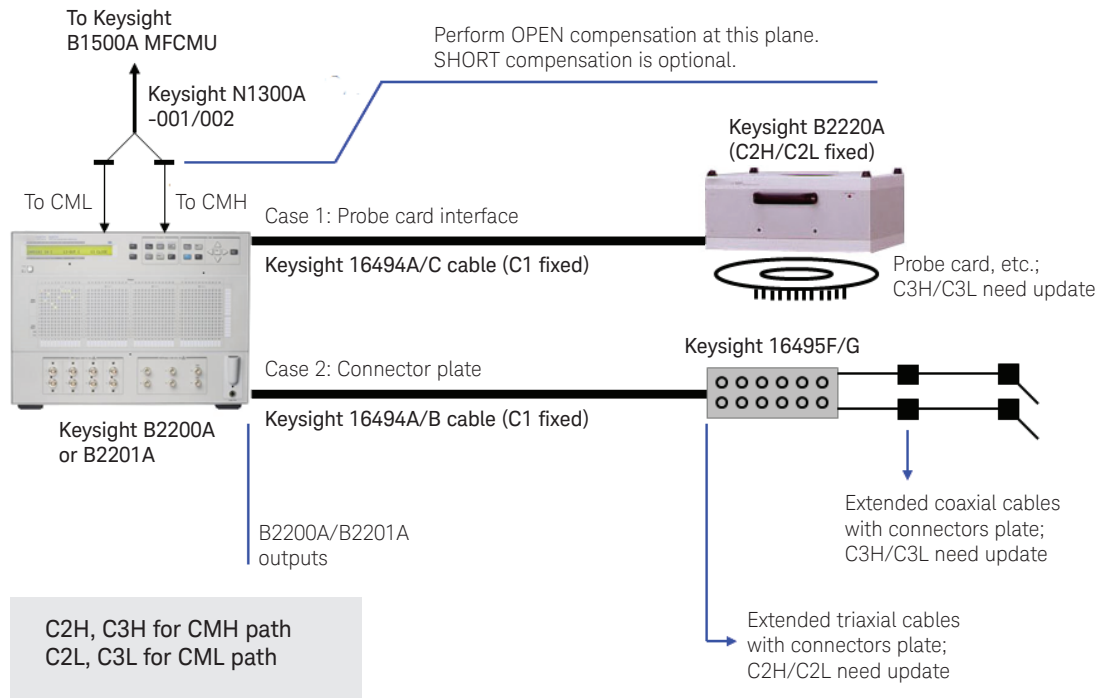 To Keysight
B1500A MFCMU
Keysight N1300A
-001/002
Perform OPEN compensation at this plane.
SHORT compensation is optional.
Keysight B2220A
(C2H/C2L fixed)
To CML
To CMH
Case 1: Probe card interface
Keysight 16494A/C cable (C1 fixed)
Probe card, etc.;
C3H/C3L need update
Keysight 16495F/G
Case 2: Connector plate
Keysight 16494A/B cable (C1 fixed)
Keysight B2200A
or B2201A
B2200A/B2201A
outputs
Extended coaxial cables
with connectors plate;
C3H/C3L need update
Extended triaxial cables
with connectors plate;
C2H/C2L need update
C2H, C3H for CMH path
C2L, C3L for CML path